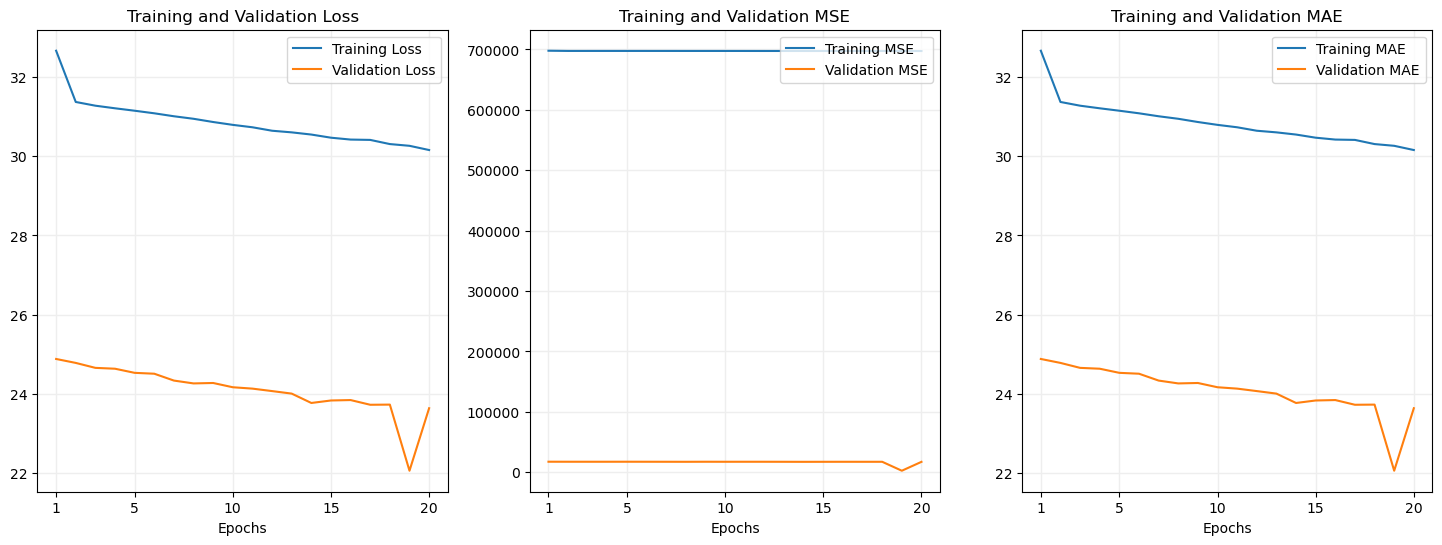 Training and Validation Loss
Training Loss
Validation Loss
32
30
28
26
24
22
1
5
10
15
20
Epochs
Training and Validation MSE
Training MSE
Validation MSE
700000
600000
500000
400000
300000
200000
100000
0
1
5
10
15
20
Epochs
Training and Validation MAE
Training MAE
Validation MAE
32
30
28
26
24
22
1
5
10
15
20
Epochs